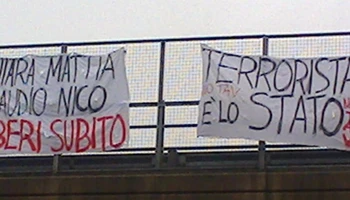 IARA MATTIA
AUDIO NICO
BERI SUBITO
TERRORISTA
NO TAV
È LO STATO